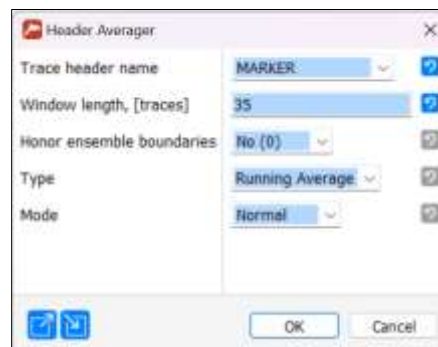 Header Averager
Trace header name MARKER
Window length, [traces] 35
Honor ensemble boundaries No (0)
Type Running Average
Mode Normal
OK Cancel